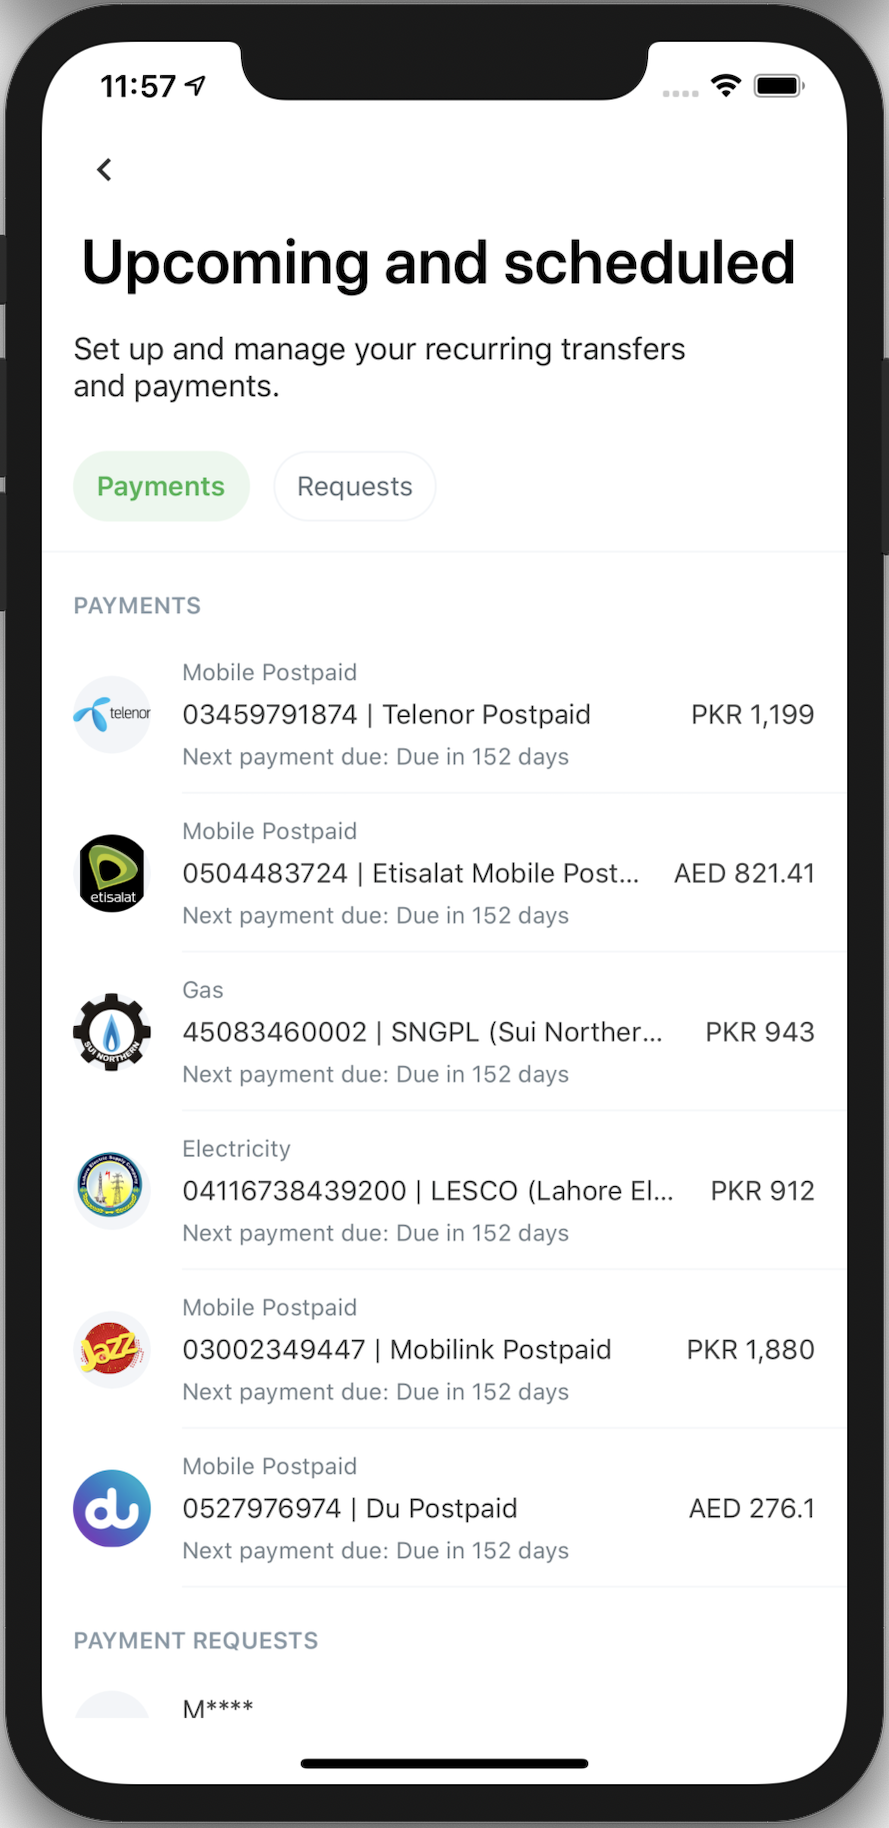 11:57
Upcoming and scheduled
Set up and manage your recurring transfers
and payments.
Payments
Requests
PAYMENTS
telenor
Mobile Postpaid
03459791874 | Telenor Postpaid
PKR 1,199
Next payment due: Due in 152 days
etisalat
Mobile Postpaid
0504483724 | Etisalat Mobile Post...
AED 821.41
Next payment due: Due in 152 days
SUI NORTHERN
Gas
45083460002 | SNGPL (Sui Norther...
PKR 943
Next payment due: Due in 152 days
Electricity
04116738439200 | LESCO (Lahore El...
PKR 912
Next payment due: Due in 152 days
Jazz
Mobile Postpaid
03002349447 | Mobilink Postpaid
PKR 1,880
Next payment due: Due in 152 days
du
Mobile Postpaid
0527976974 | Du Postpaid
AED 276.1
Next payment due: Due in 152 days
PAYMENT REQUESTS
M****